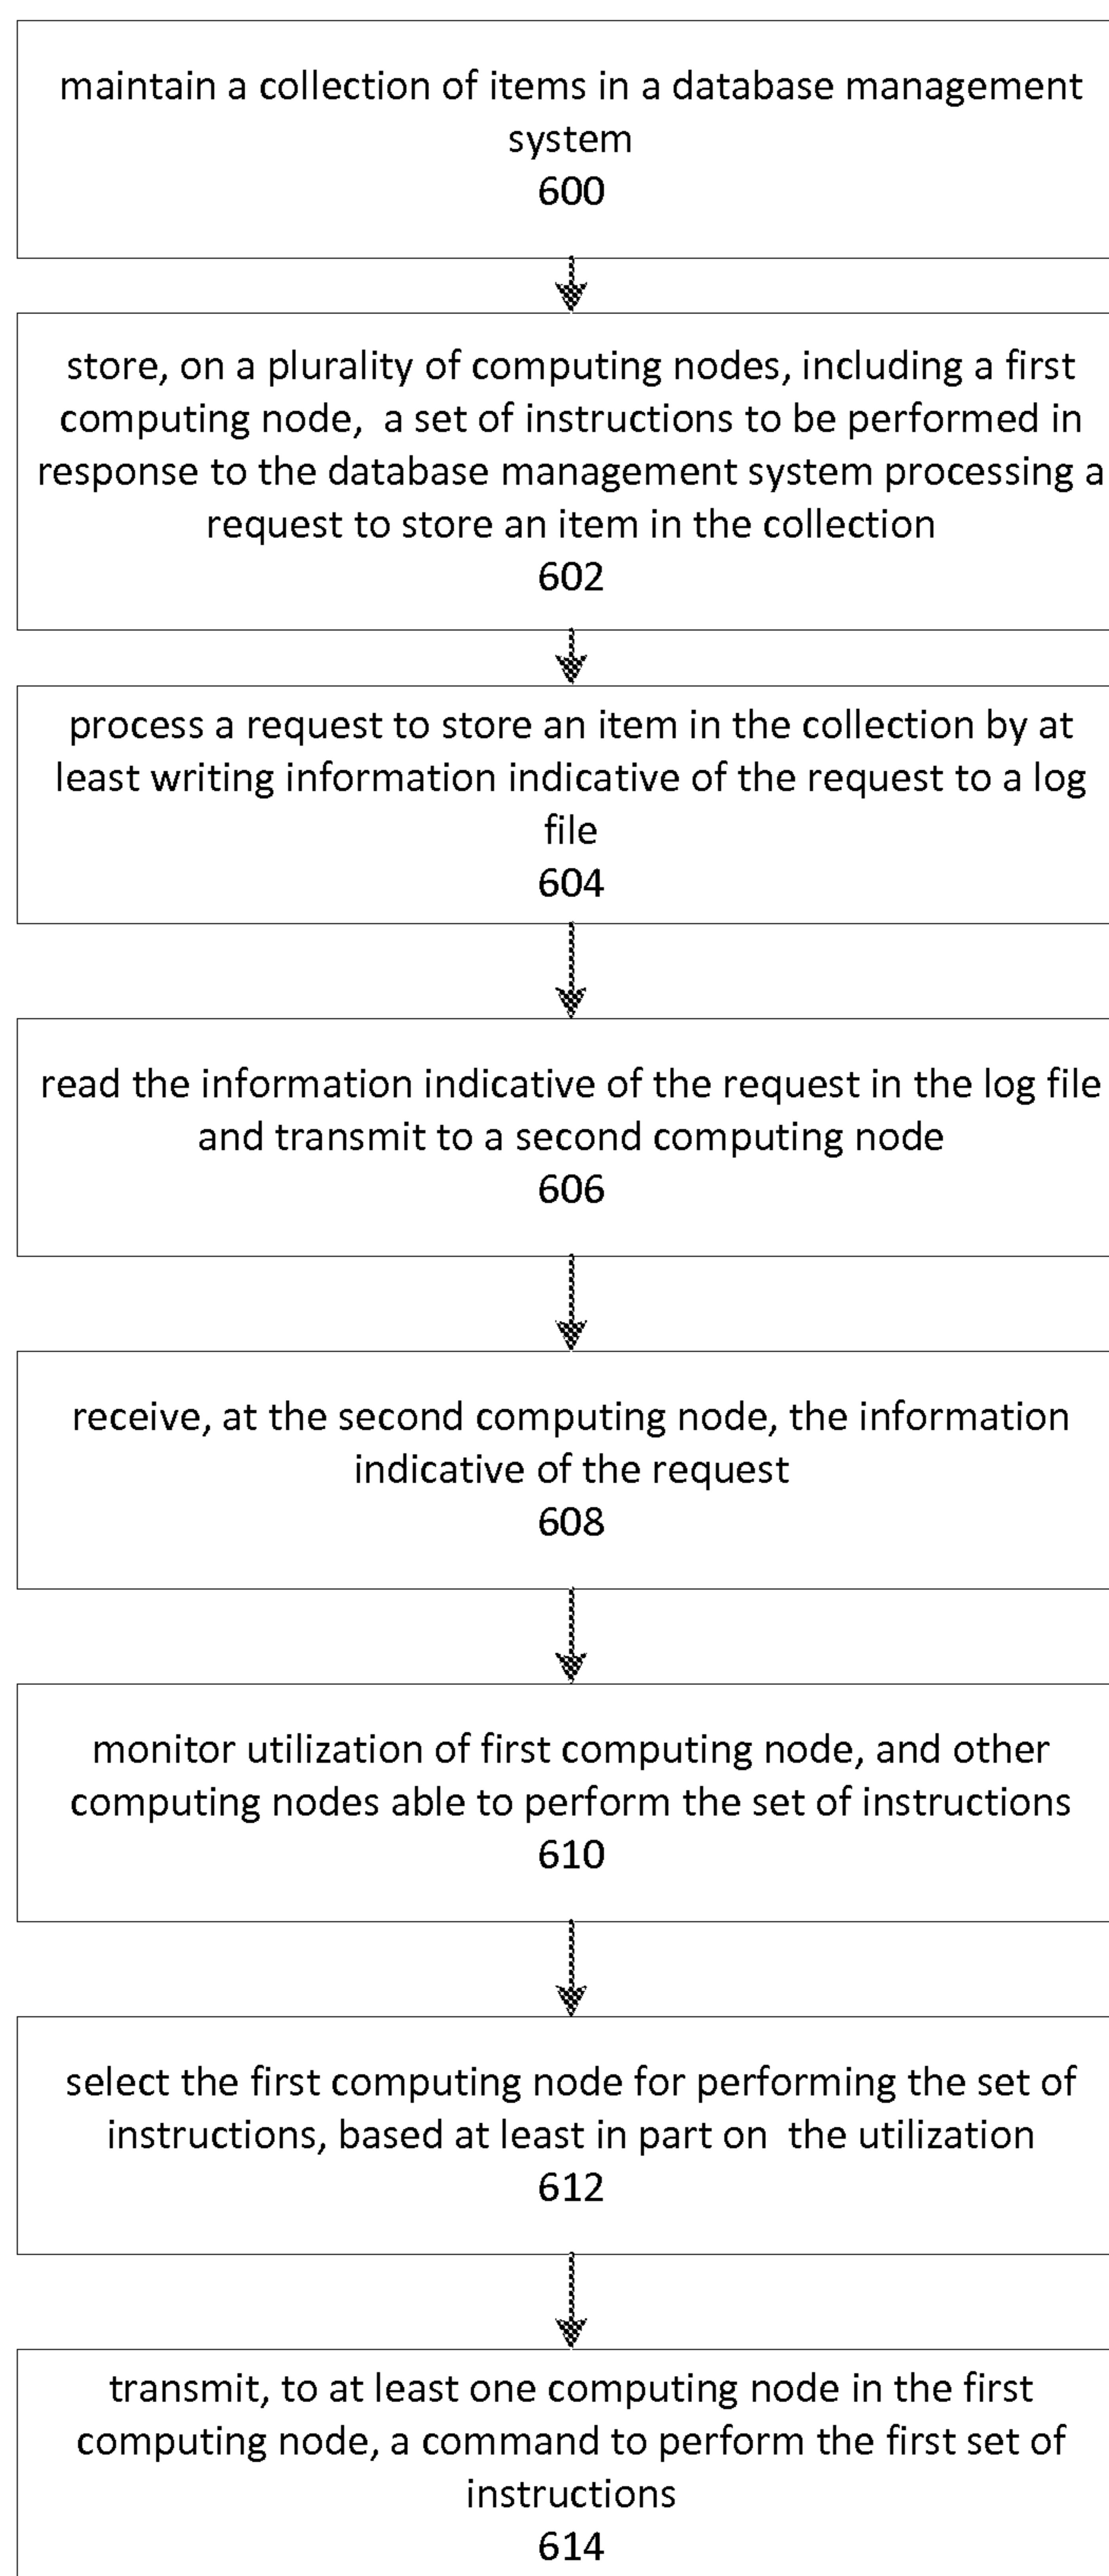 maintain a collection of items in a database management
system
600
store, on a plurality of computing nodes, including a first
computing node,  a set of instructions to be performed in
response to the database management system processing a
request to store an item in the collection
602
process a request to store an item in the collection by at
least writing information indicative of the request to a log
file
604
read the information indicative of the request in the log file
and transmit to a second computing node
606
receive, at the second computing node, the information
indicative of the request
608
monitor utilization of first computing node, and other
computing nodes able to perform the set of instructions
610
select the first computing node for performing the set of
instructions, based at least in part on  the utilization
612
transmit, to at least one computing node in the first
computing node, a command to perform the first set of
instructions
614